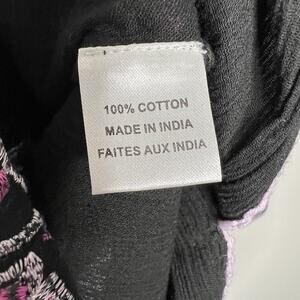 100% COTTON
MADE IN INDIA
FAITES AUX INDIA